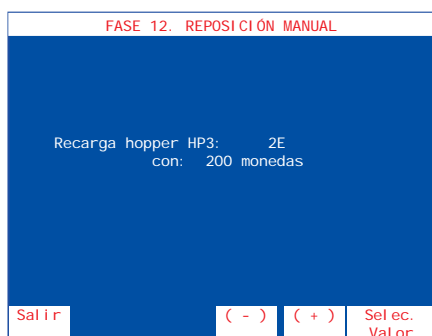 FASE 12. REPOSICIÓN MANUAL
Recarga hopper HP3: 2E
con: 200 monedas
Salir ( - ) ( + ) Selec.
Valor